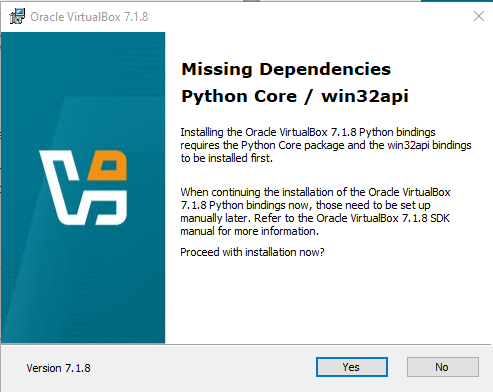 Oracle VirtualBox 7.1.8
Missing Dependencies
Python Core / win32api
Installing the Oracle VirtualBox 7.1.8 Python bindings
requires the Python Core package and the win32api bindings
to be installed first.
When continuing the installation of the Oracle VirtualBox
7.1.8 Python bindings now, those need to be set up
manually later. Refer to the Oracle VirtualBox 7.1.8 SDK
manual for more information.
Proceed with installation now?
Version 7.1.8
Yes
No